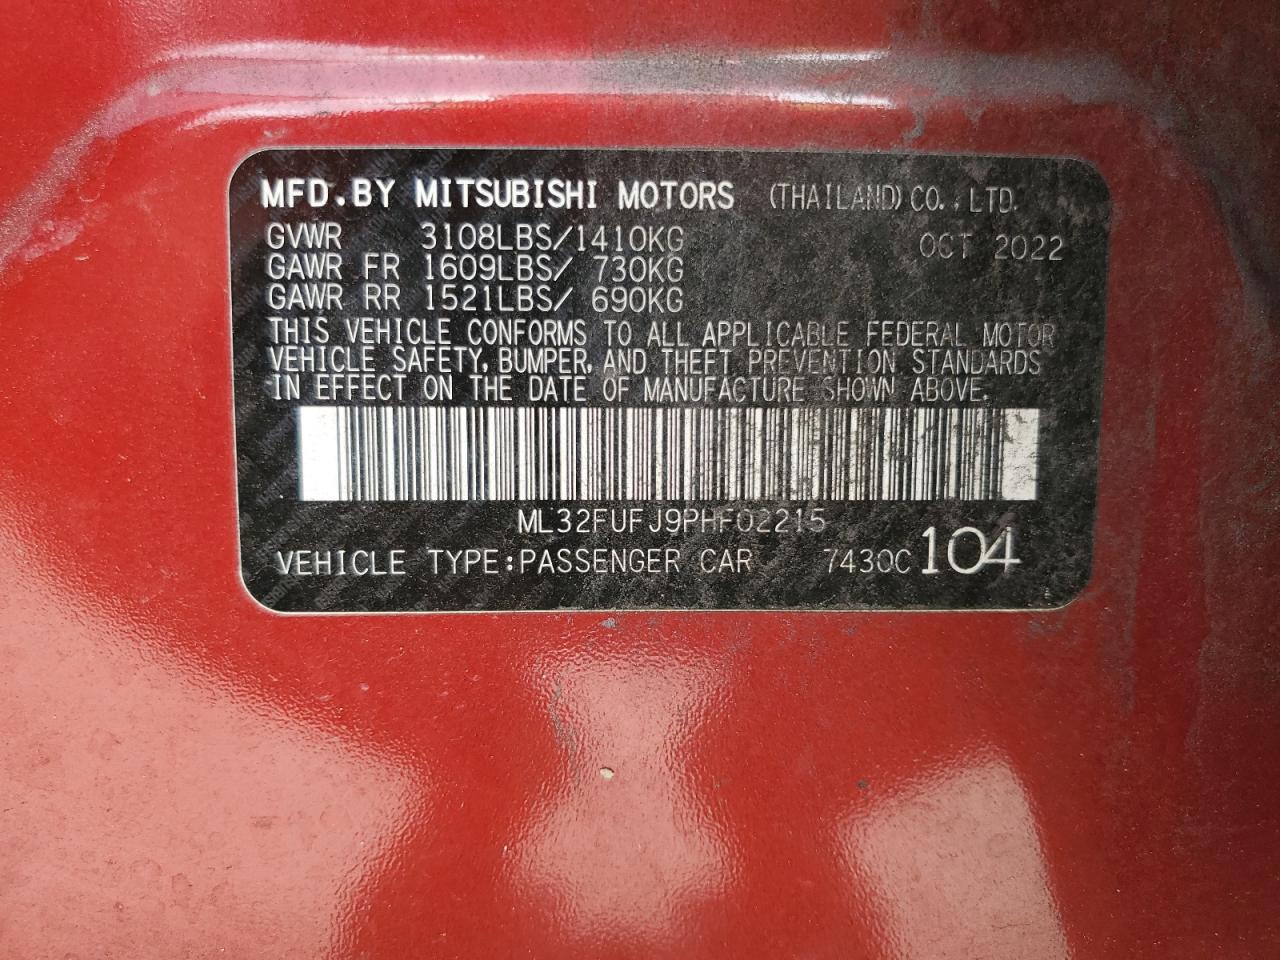 MFD.BY MITSUBISHI MOTORS (THAILAND)CO.,LTD.
GVWR 3108LBS/1410KG OCT 2022
GAWR FR 1609LBS/ 730KG
GAWR RR 1521LBS/ 690KG
THIS VEHICLE CONFORMS TO ALL APPLICABLE FEDERAL MOTOR
VEHICLE SAFETY, BUMPER, AND THEFT PREVENTION STANDARDS
IN EFFECT ON THE DATE OF MANUFACTURE SHOWN ABOVE.
ML32FUFJ9PHF02215
VEHICLE TYPE:PASSENGER CAR 7430C 104